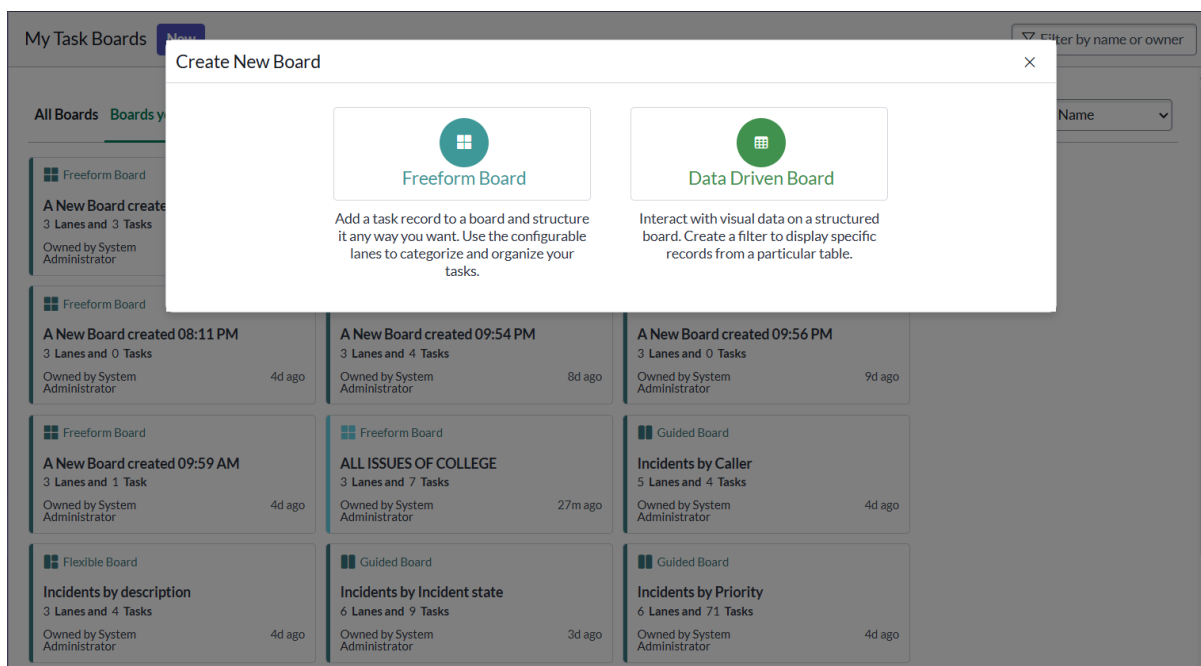 My Task Boards New Filter by name or owner
Create New Board
All Boards Boards y Name
Freeform Board Data Driven Board
Add a task record to a board and structure
it any way you want. Use the configurable
lanes to categorize and organize your
tasks.
Interact with visual data on a structured
board. Create a filter to display specific
records from a particular table.
Freeform Board
A New Board create
3 Lanes and 3 Tasks
Owned by System
Administrator
Freeform Board
A New Board created 08:11 PM
3 Lanes and 0 Tasks
Owned by System
Administrator
4d ago
A New Board created 09:54 PM
3 Lanes and 4 Tasks
Owned by System
Administrator
8d ago
A New Board created 09:56 PM
3 Lanes and 0 Tasks
Owned by System
Administrator
9d ago
Freeform Board
A New Board created 09:59 AM
3 Lanes and 1 Task
Owned by System
Administrator
4d ago
Freeform Board
ALL ISSUES OF COLLEGE
3 Lanes and 7 Tasks
Owned by System
Administrator
27m ago
Guided Board
Incidents by Caller
5 Lanes and 4 Tasks
Owned by System
Administrator
4d ago
Flexible Board
Incidents by description
3 Lanes and 4 Tasks
Owned by System
Administrator
4d ago
Guided Board
Incidents by Incident state
6 Lanes and 9 Tasks
Owned by System
Administrator
3d ago
Guided Board
Incidents by Priority
6 Lanes and 71 Tasks
Owned by System
Administrator
4d ago